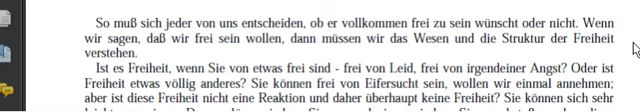 So muß sich jeder von uns entscheiden, ob er vollkommen frei zu sein wünscht oder nicht. Wenn
wir sagen, daß wir frei sein wollen, dann müssen wir das Wesen und die Struktur der Freiheit
verstehen.
Ist es Freiheit, wenn Sie von etwas frei sind - frei von Leid, frei von irgendeiner Angst? Oder ist
Freiheit etwas völlig anderes? Sie können frei von Eifersucht sein, wollen wir einmal annehmen;
aber ist diese Freiheit nicht eine Reaktion und daher überhaupt keine Freiheit? Sie können sich sehr